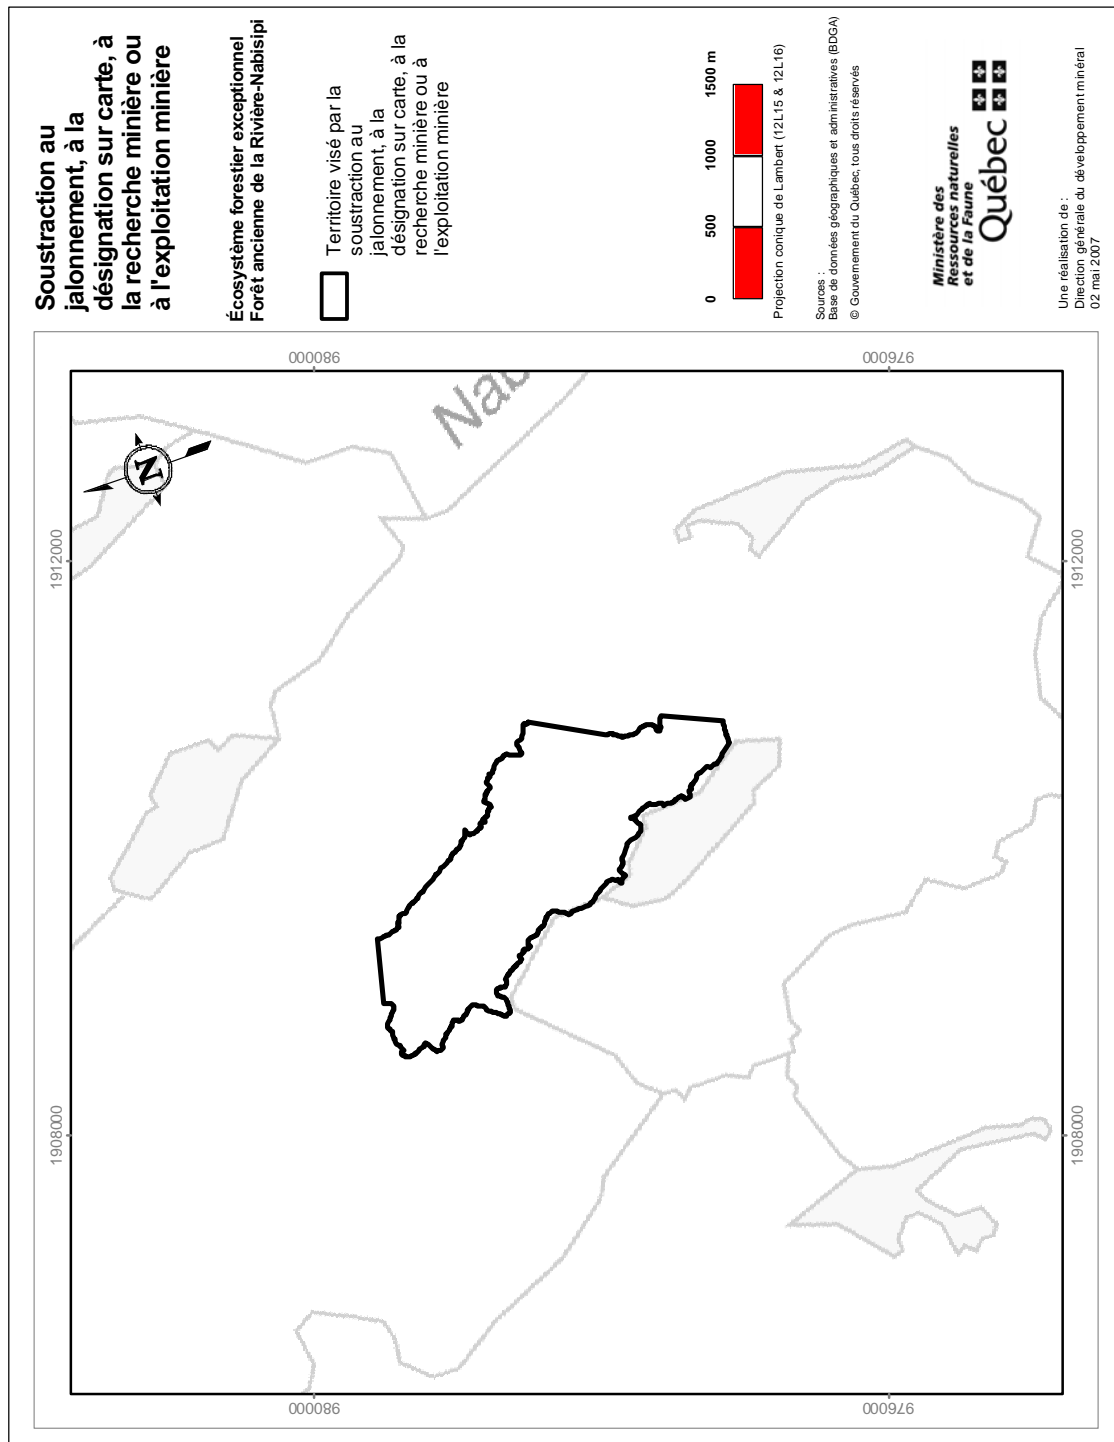 Soustraction au
jalonnement, à la
désignation sur carte, à
la recherche minière ou
à l'exploitation minière
Écosystème forestier exceptionnel
Forêt ancienne de la Rivière-Nabisipi
Territoire visé par la
soustraction au
jalonnement, à la
désignation sur carte, à la
recherche minière ou à
l'exploitation minière
0 500 1000 1500 m
Projection conique de Lambert (12L15 & 12L16)
Sources :
Base de données géographiques et administratives (BDGA)
© Gouvernement du Québec, tous droits réservés
Ministère des
Ressources naturelles
et de la Faune
Québec
Une réalisation de :
Direction générale du développement minéral
02 mai 2007
1908000
1912000
980000
976000
N
Nab
980000
976000
1908000
1912000